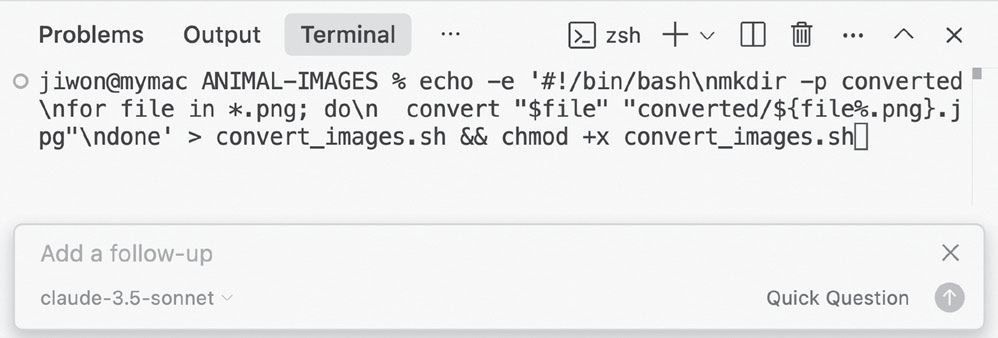 Problems Output Terminal ... zsh
jiwon@mymac ANIMAL-IMAGES % echo -e '#!/bin/bash\nmkdir -p converted
\nfor file in *.png; do\n  convert "$file" "converted/${file%.png}.j
pg"\ndone' > convert_images.sh && chmod +x convert_images.sh
Add a follow-up
claude-3.5-sonnet Quick Question